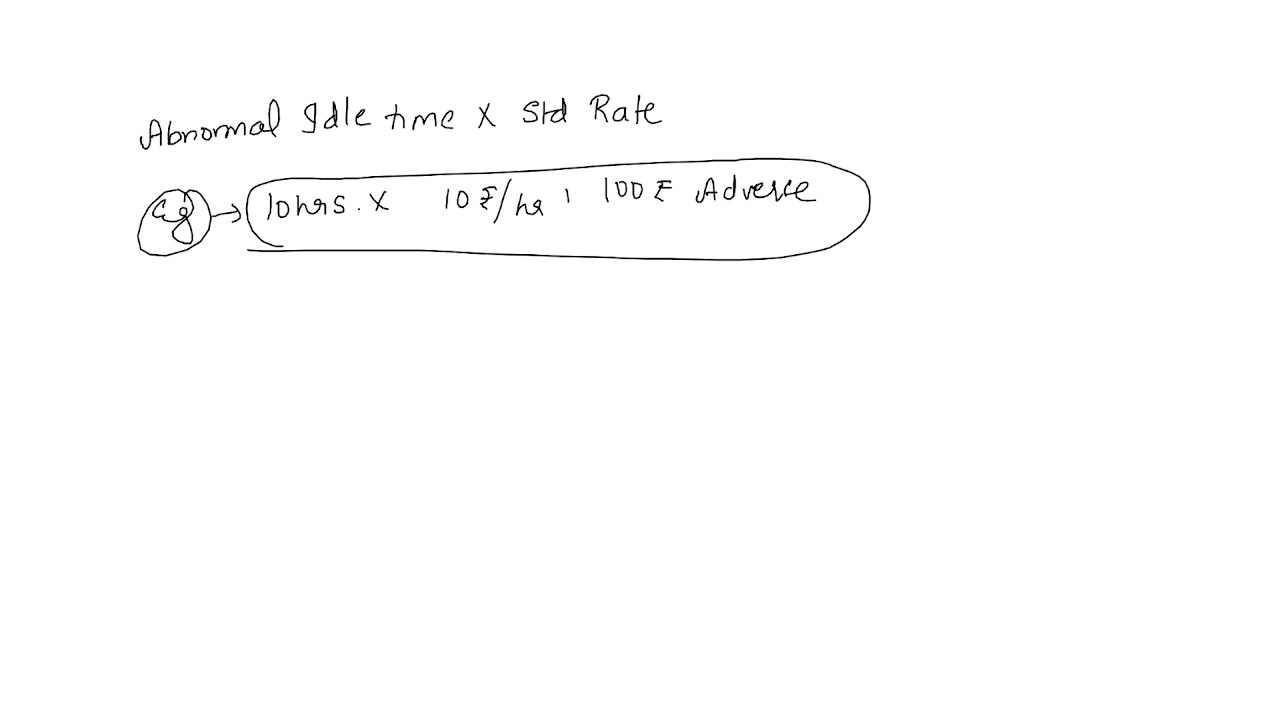 Abnormal Idle time X Std Rate
eg → 10hrs. X 10₹/hr , 100₹ Adverse